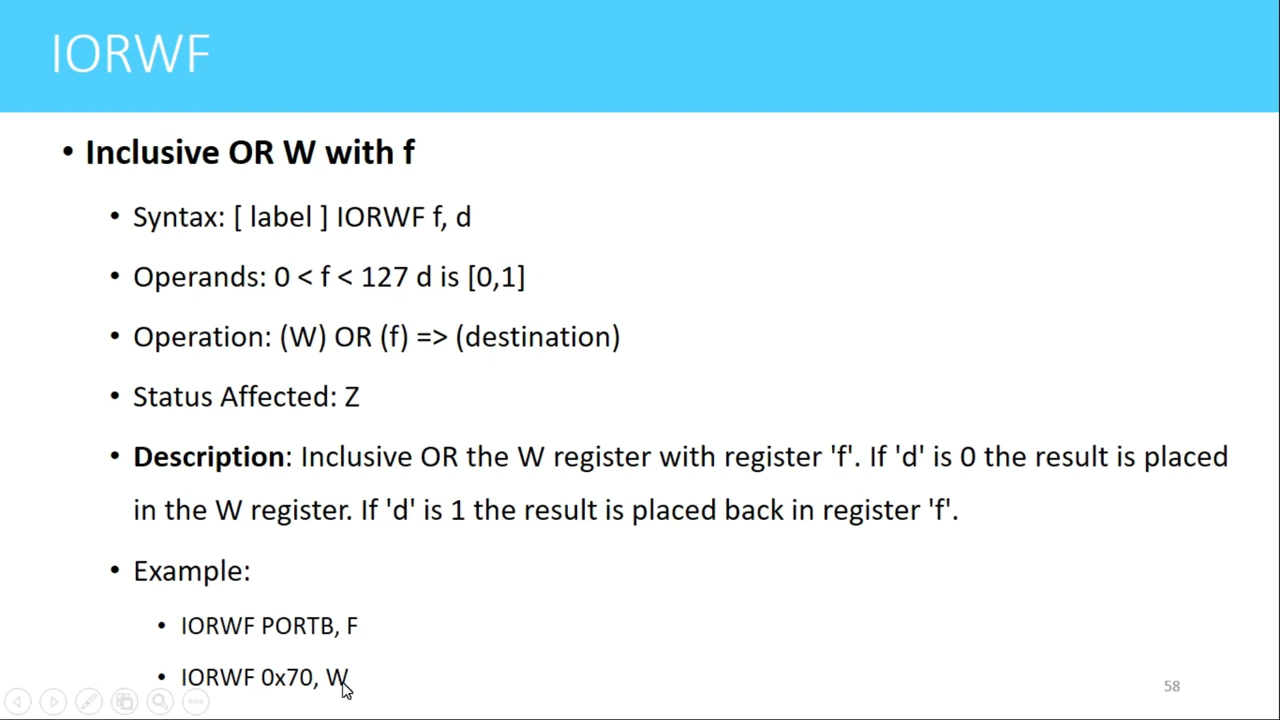 IORWF
• Inclusive OR W with f
• Syntax: [ label ] IORWF f, d
• Operands: 0 < f < 127 d is [0,1]
• Operation: (W) OR (f) => (destination)
• Status Affected: Z
• Description: Inclusive OR the W register with register 'f'. If 'd' is 0 the result is placed
in the W register. If 'd' is 1 the result is placed back in register 'f'.
• Example:
• IORWF PORTB, F
• IORWF 0x70, W
58